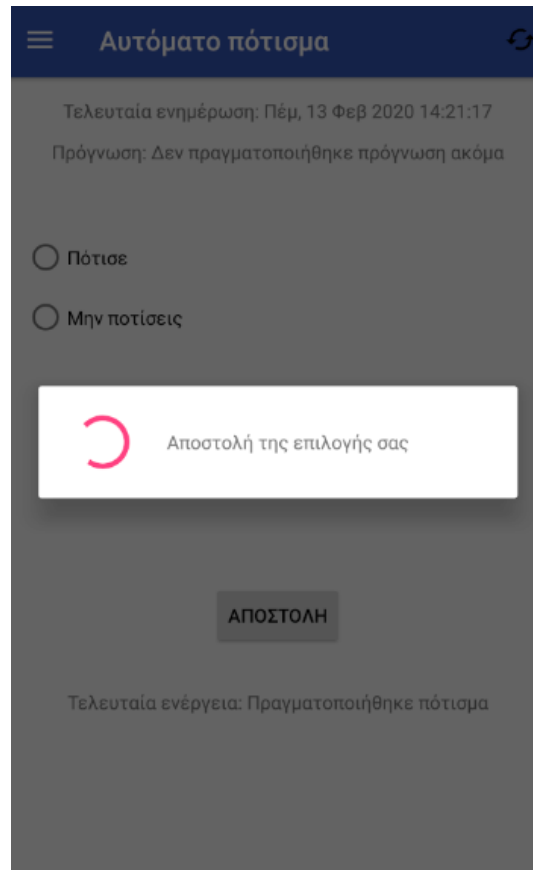 Αυτόματο πότισμα
Τελευταία ενημέρωση: Πέμ, 13 Φεβ 2020 14:21:17
Πρόγνωση: Δεν πραγματοποιήθηκε πρόγνωση ακόμα
Πότισε
Μην ποτίσεις
Αποστολή της επιλογής σας
ΑΠΟΣΤΟΛΗ
Τελευταία ενέργεια: Πραγματοποιήθηκε πότισμα